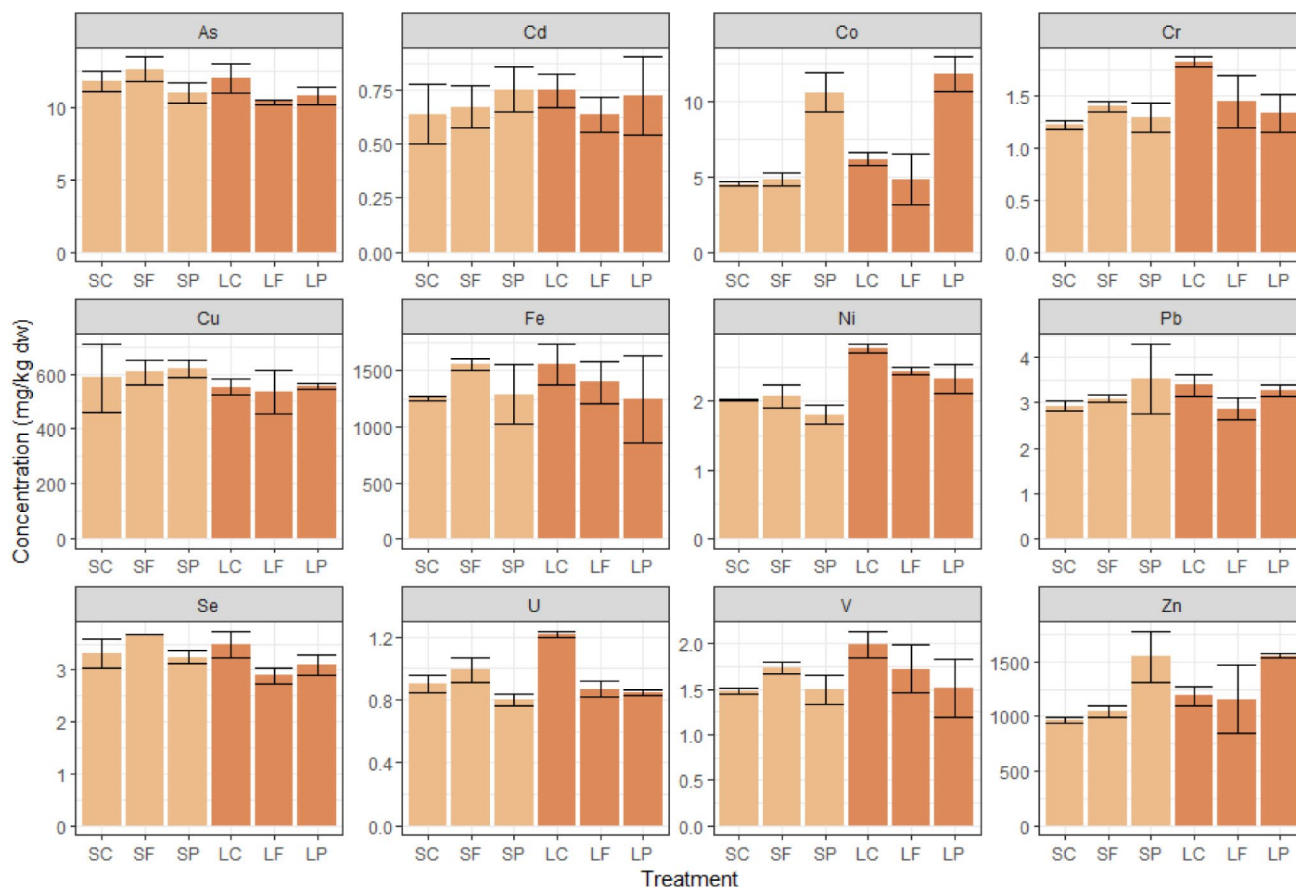 As Cd Co Cr
10 0.75 10 1.5
5 0.50 5 1.0
0 0.25 0 0.5
0.00 0.0
SC SF SP LC LF LP SC SF SP LC LF LP SC SF SP LC LF LP SC SF SP LC LF LP
Concentration (mg/kg dw)
Cu Fe Ni Pb
600 1500 2 4
400 1000 1 3
200 500 0 2
0 0 1
0
SC SF SP LC LF LP SC SF SP LC LF LP SC SF SP LC LF LP SC SF SP LC LF LP
Se U V Zn
3 1.2 2.0 1500
2 0.8 1.5 1000
1 0.4 1.0 500
0 0.0 0.5 0
0.0
SC SF SP LC LF LP SC SF SP LC LF LP SC SF SP LC LF LP SC SF SP LC LF LP
Treatment